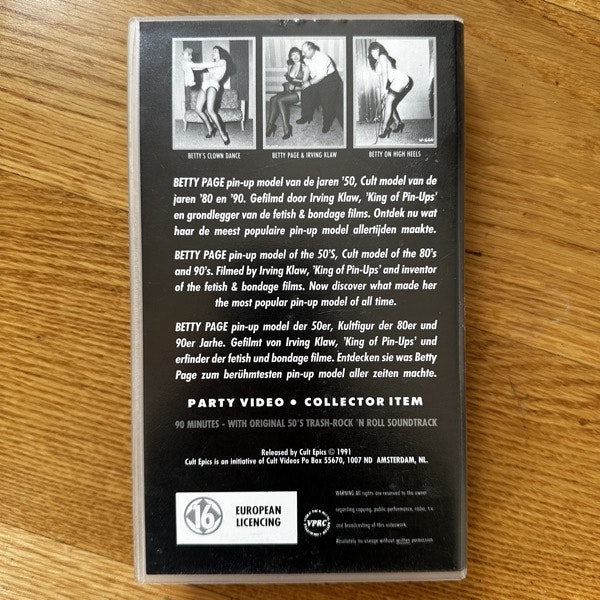 W-609
BETTY'S CLOWN DANCE
BETTY PAGE & IRVING KLAW
BETTY ON HIGH HEELS
BETTY PAGE pin-up model van de jaren '50, Cult model van de
jaren '80 en '90. Gefilmd door Irving Klaw, 'King of Pin-Ups'
en grondlegger van de fetish & bondage films. Ontdek nu wat
haar de meest populaire pin-up model allertijden maakte.
BETTY PAGE pin-up model of the 50'S, Cult model of the 80's
and 90's. Filmed by Irving Klaw, 'King of Pin-Ups' and inventor
of the fetish & bondage films. Now discover what made her
the most popular pin-up model of all time.
BETTY PAGE pin-up model der 50er, Kultfigur der 80er und
90er Jarhe. Gefilmt von Irving Klaw, 'King of Pin-Ups' und
erfinder der fetish und bondage filme. Entdecken sie was Betty
Page zum berühmtesten pin-up model aller zeiten machte.
PARTY VIDEO • COLLECTOR ITEM
90 MINUTES - WITH ORIGINAL 50'S TRASH-ROCK 'N ROLL SOUNDTRACK
Released by Cult Epics © 1991
Cult Epics is an initiative of Cult Videos Po Box 55670, 1007 ND AMSTERDAM, NL.
16
EUROPEAN
LICENCING
VPRC
WARNING All rights are reserved to the owner
regarding copying, public performance, radio, t.v.
and broadcasting of this videowork.
Absolutely no exange without written permission.